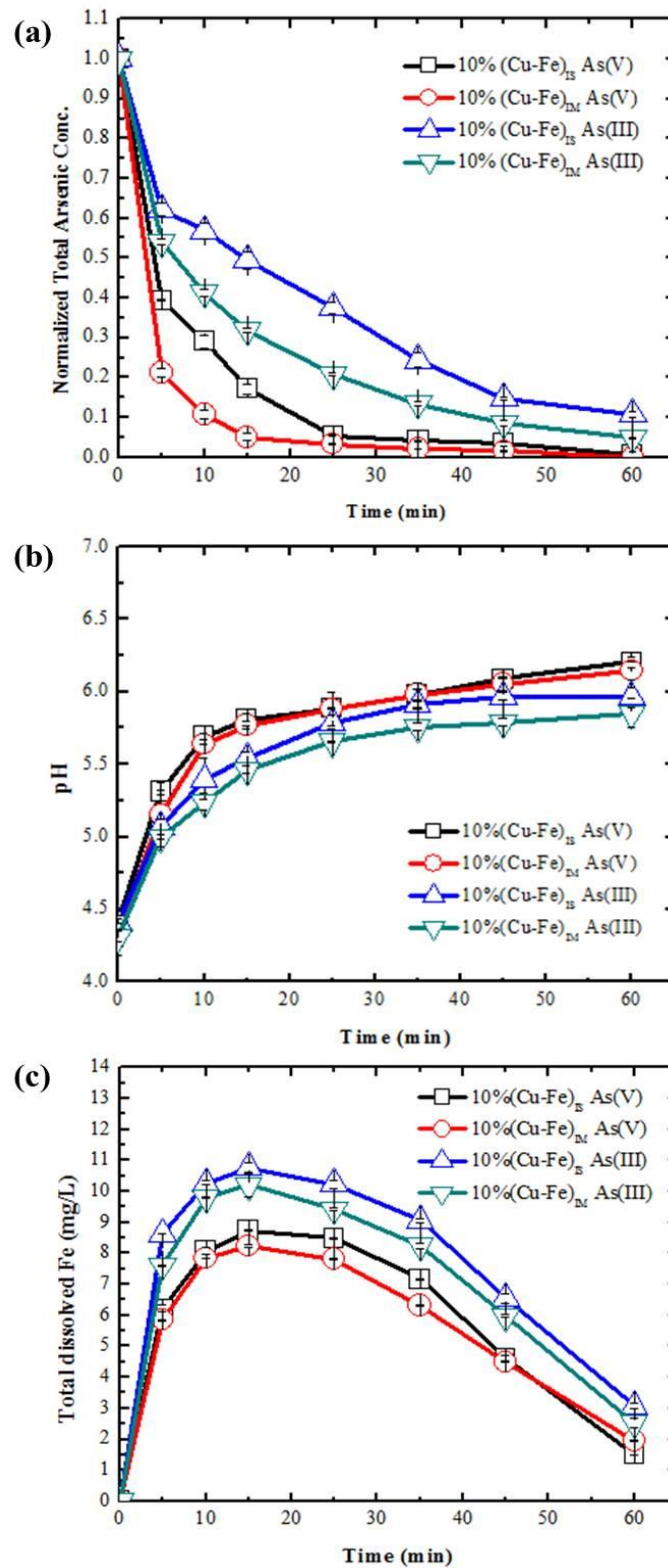 (a)
Normalized Total Arsenic Conc.
1.0
0.9
0.8
0.7
0.6
0.5
0.4
0.3
0.2
0.1
0.0
10% (Cu-Fe)IS As(V)
10% (Cu-Fe)IM As(V)
10% (Cu-Fe)IS As(III)
10% (Cu-Fe)IM As(III)
0 10 20 30 40 50 60
Time (min)
(b)
pH
7.0
6.5
6.0
5.5
5.0
4.5
4.0
10%(Cu-Fe)IS As(V)
10%(Cu-Fe)IM As(V)
10%(Cu-Fe)IS As(III)
10%(Cu-Fe)IM As(III)
0 10 20 30 40 50 60
Time (min)
(c)
Total dissolved Fe (mg/L)
14
13
12
11
10
9
8
7
6
5
4
3
2
1
0
10%(Cu-Fe)IS As(V)
10%(Cu-Fe)IM As(V)
10%(Cu-Fe)IS As(III)
10%(Cu-Fe)IM As(III)
0 10 20 30 40 50 60
Time (min)